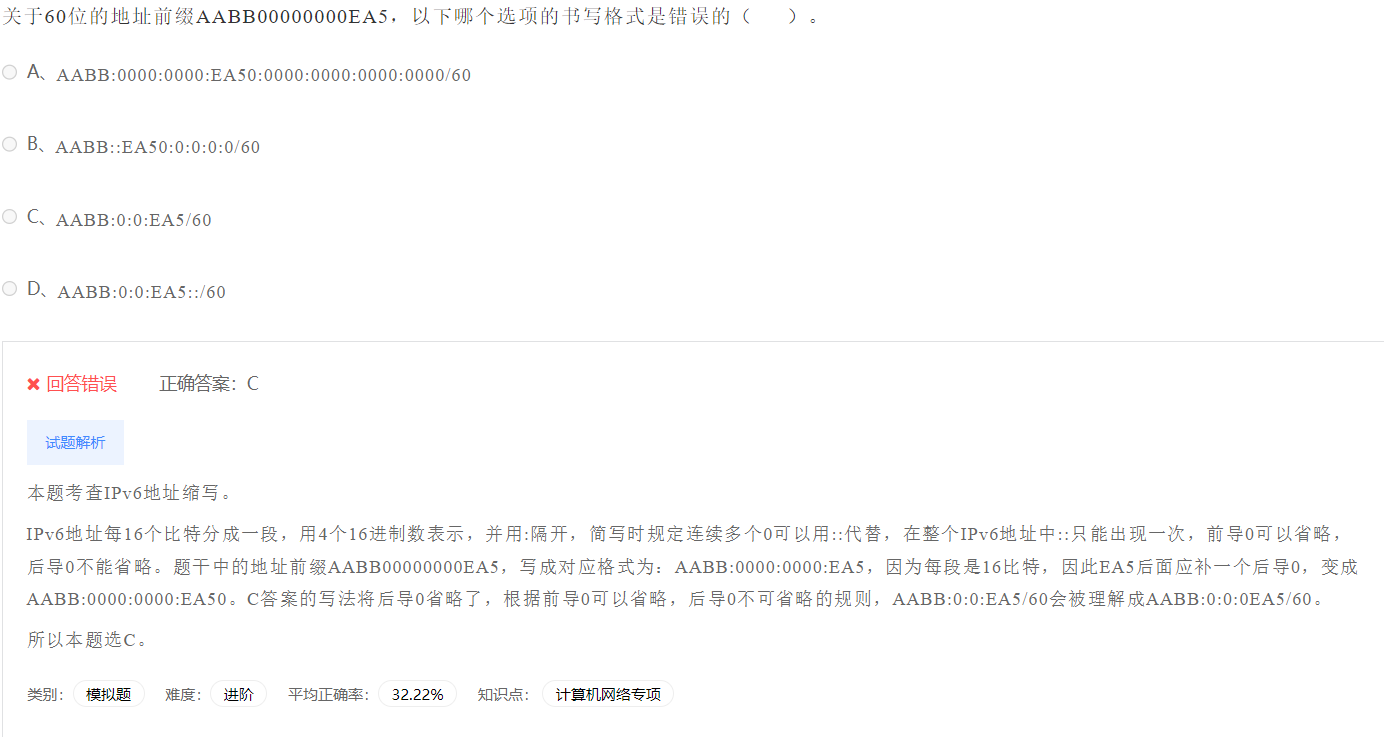 关于60位的地址前缀AABB00000000EA5，以下哪个选项的书写格式是错误的（　　）。
A、AABB:0000:0000:EA50:0000:0000:0000:0000/60
B、AABB::EA50:0:0:0:0/60
C、AABB:0:0:EA5/60
D、AABB:0:0:EA5::/60
回答错误 正确答案：C
试题解析
本题考查IPv6地址缩写。
IPv6地址每16个比特分成一段，用4个16进制数表示，并用:隔开，简写时规定连续多个0可以用::代替，在整个IPv6地址中::只能出现一次，前导0可以省略，
后导0不能省略。题干中的地址前缀AABB00000000EA5，写成对应格式为：AABB:0000:0000:EA5，因为每段是16比特，因此EA5后面应补一个后导0，变成
AABB:0000:0000:EA50。C答案的写法将后导0省略了，根据前导0可以省略，后导0不可省略的规则，AABB:0:0:EA5/60会被理解成AABB:0:0:0EA5/60。
所以本题选C。
类别： 模拟题 难度： 进阶 平均正确率： 32.22% 知识点： 计算机网络专项